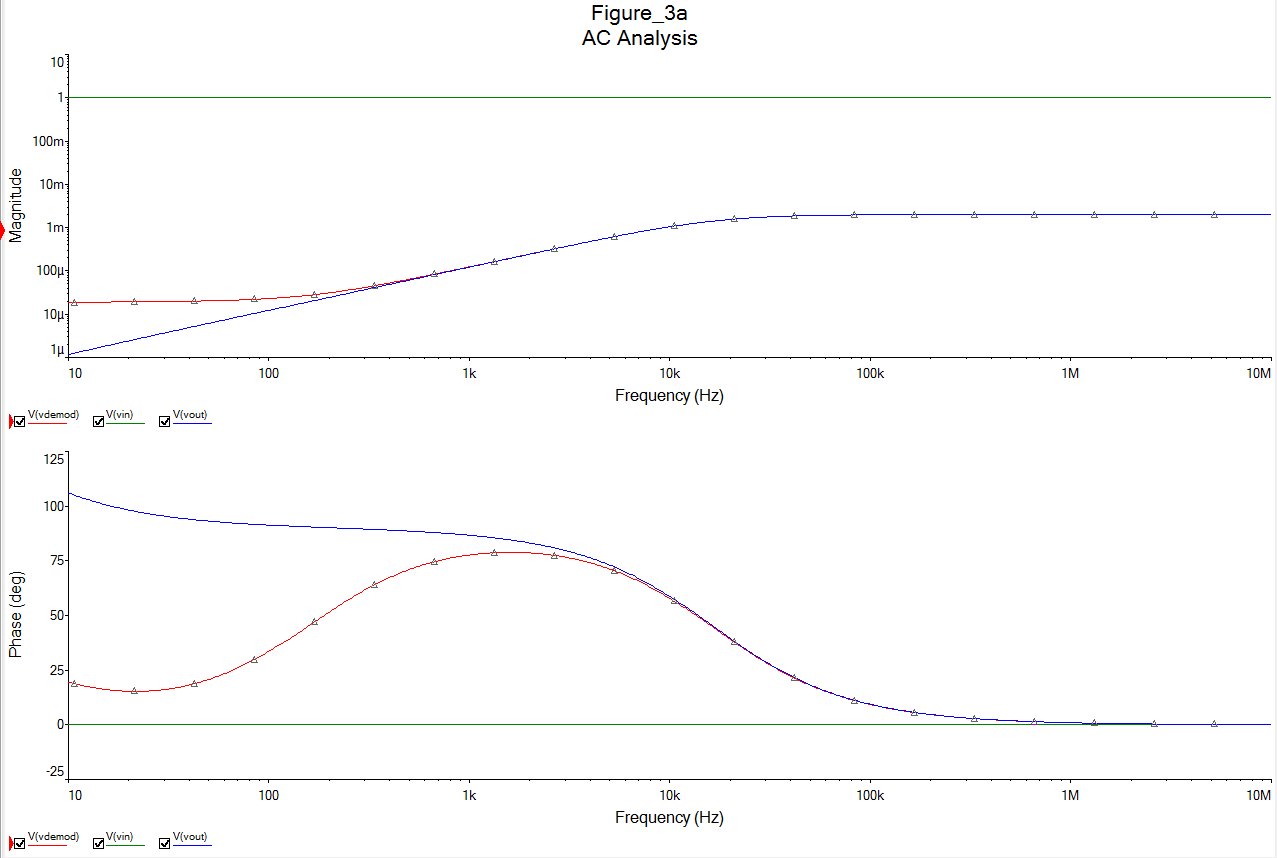 Figure_3a
AC Analysis
10
1
100m
10m
1m
100µ
10µ
1µ
Magnitude
10 100 1k 10k 100k 1M 10M
Frequency (Hz)
V(vdemod) V(vin) V(vout)
125
100
75
50
25
0
-25
Phase (deg)
10 100 1k 10k 100k 1M 10M
Frequency (Hz)
V(vdemod) V(vin) V(vout)